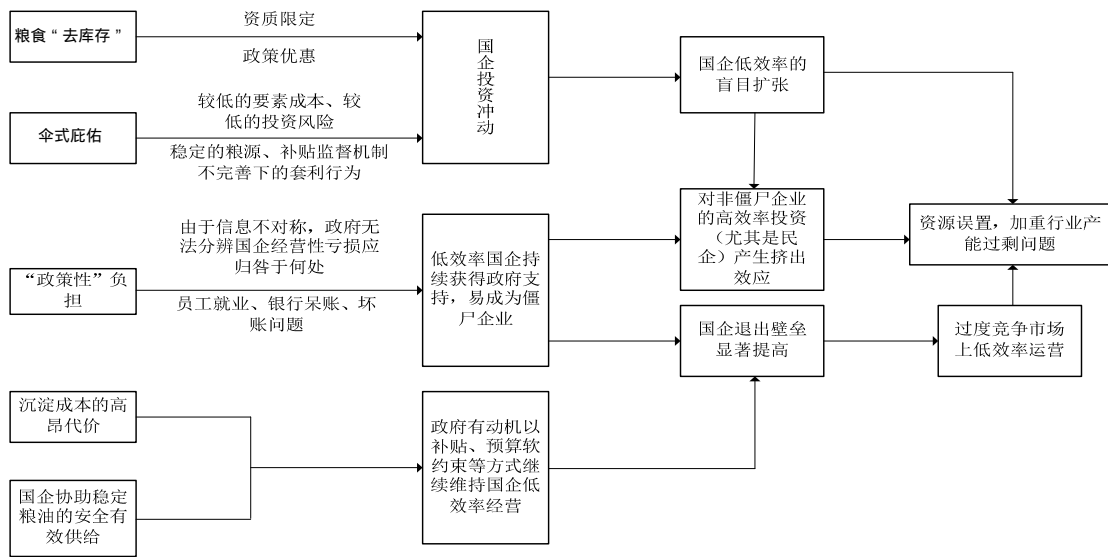 粮食“去库存”
资质限定
政策优惠
国企投资冲动
国企低效率的
盲目扩张
伞式庇佑
较低的要素成本、较
低的投资风险
稳定的粮源、补贴监督机制
不完善下的套利行为
“政策性”负
担
由于信息不对称，政府无
法分辨国企经营性亏损应
归咎于何处
员工就业、银行呆账、坏
账问题
低效率国企持
续获得政府支
持，易成为僵
尸企业
对非僵尸企业
的高效率投资
（尤其是民
企）产生挤出
效应
资源误置，加重行业产
能过剩问题
国企退出壁垒
显著提高
过度竞争市场
上低效率运营
沉淀成本的高
昂代价
国企协助稳定
粮油的安全有
效供给
政府有动机以
补贴、预算软
约束等方式继
续维持国企低
效率经营